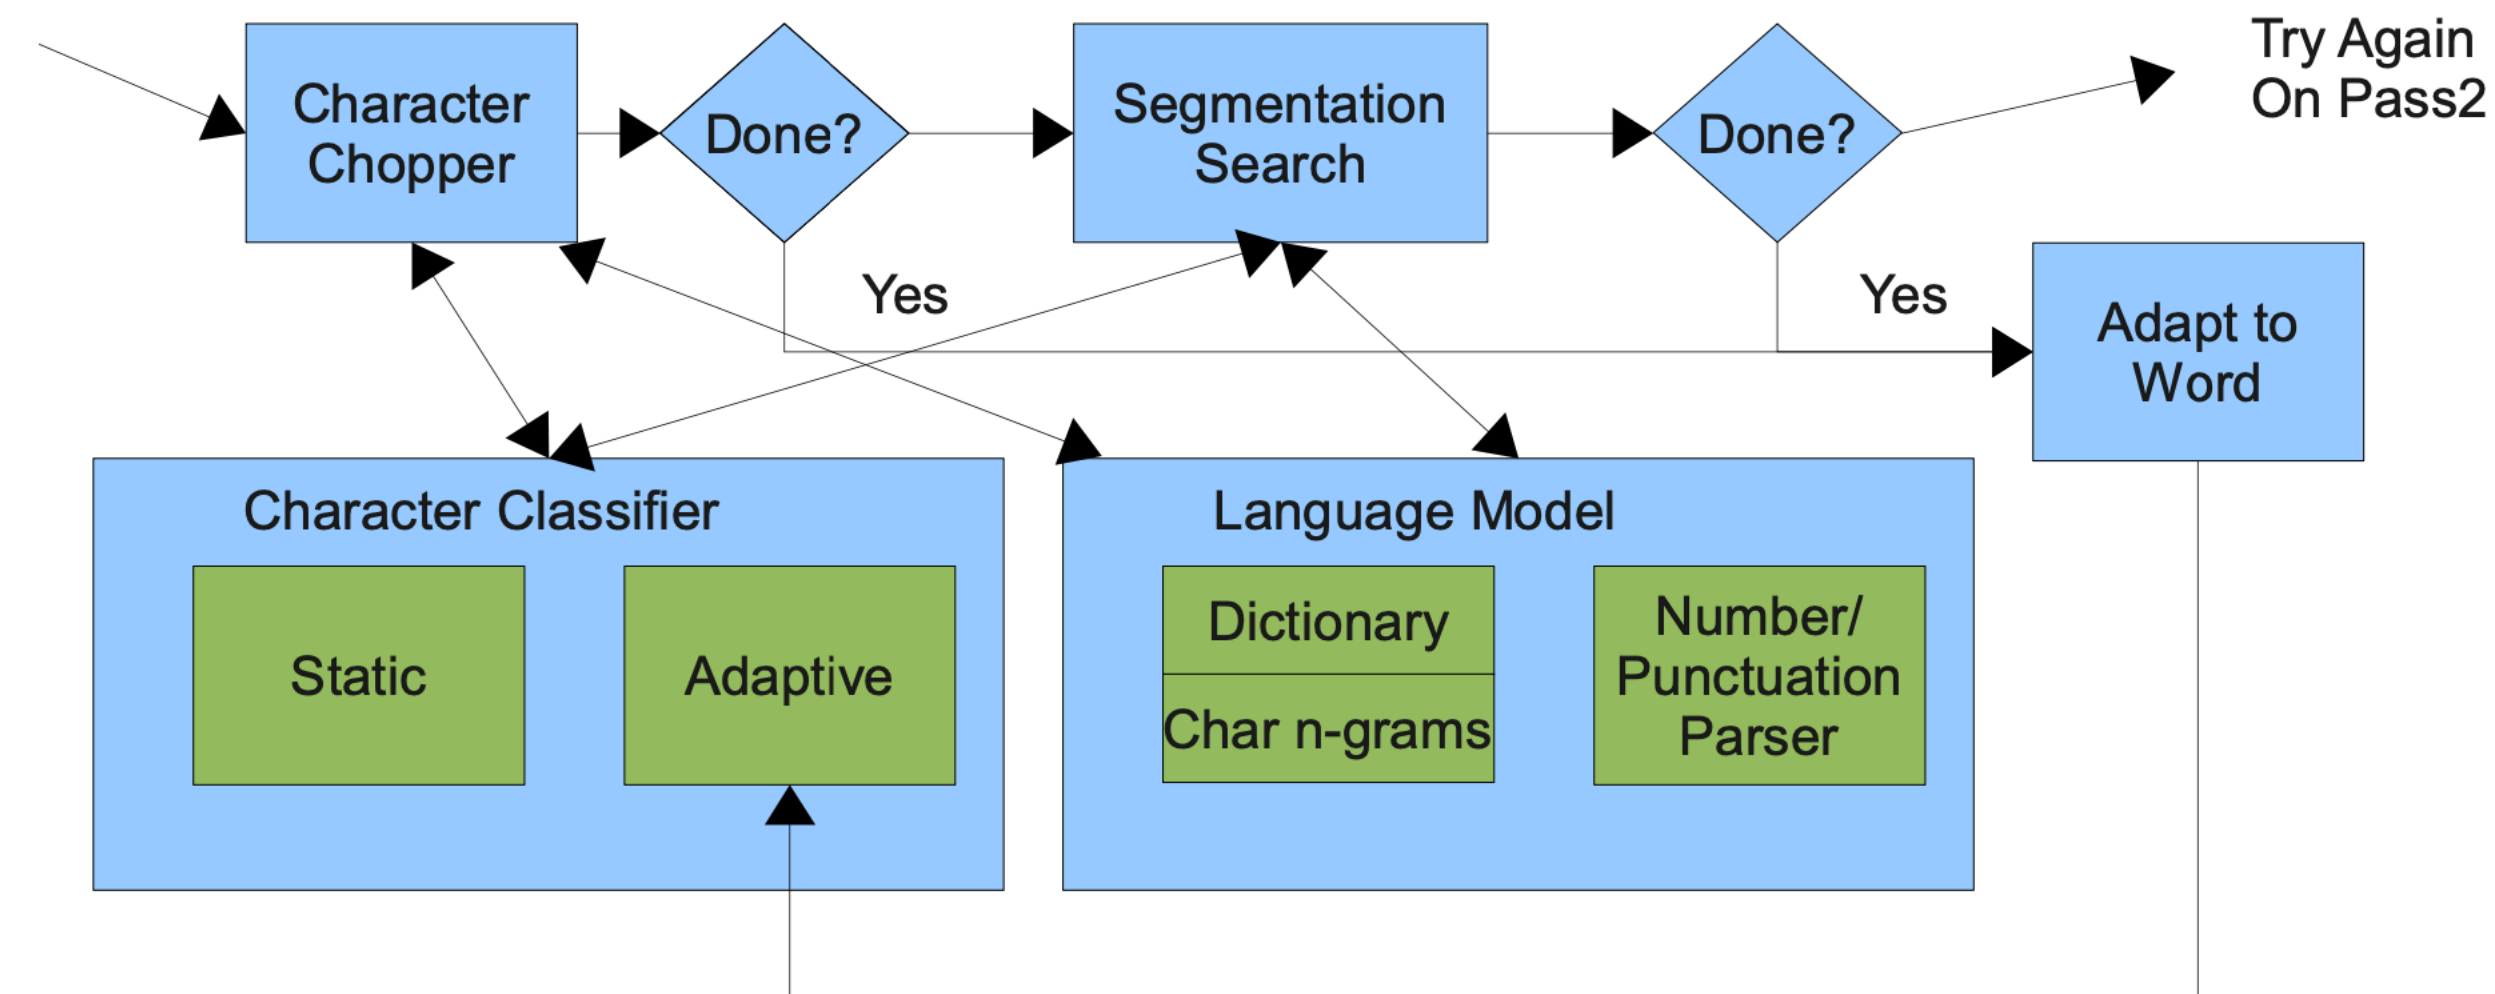 Character
Chopper
Done?
Segmentation
Search
Done?
Try Again
On Pass2
Yes
Yes
Adapt to
Word
Character Classifier
Static
Adaptive
Language Model
Dictionary
Char n-grams
Number/
Punctuation
Parser